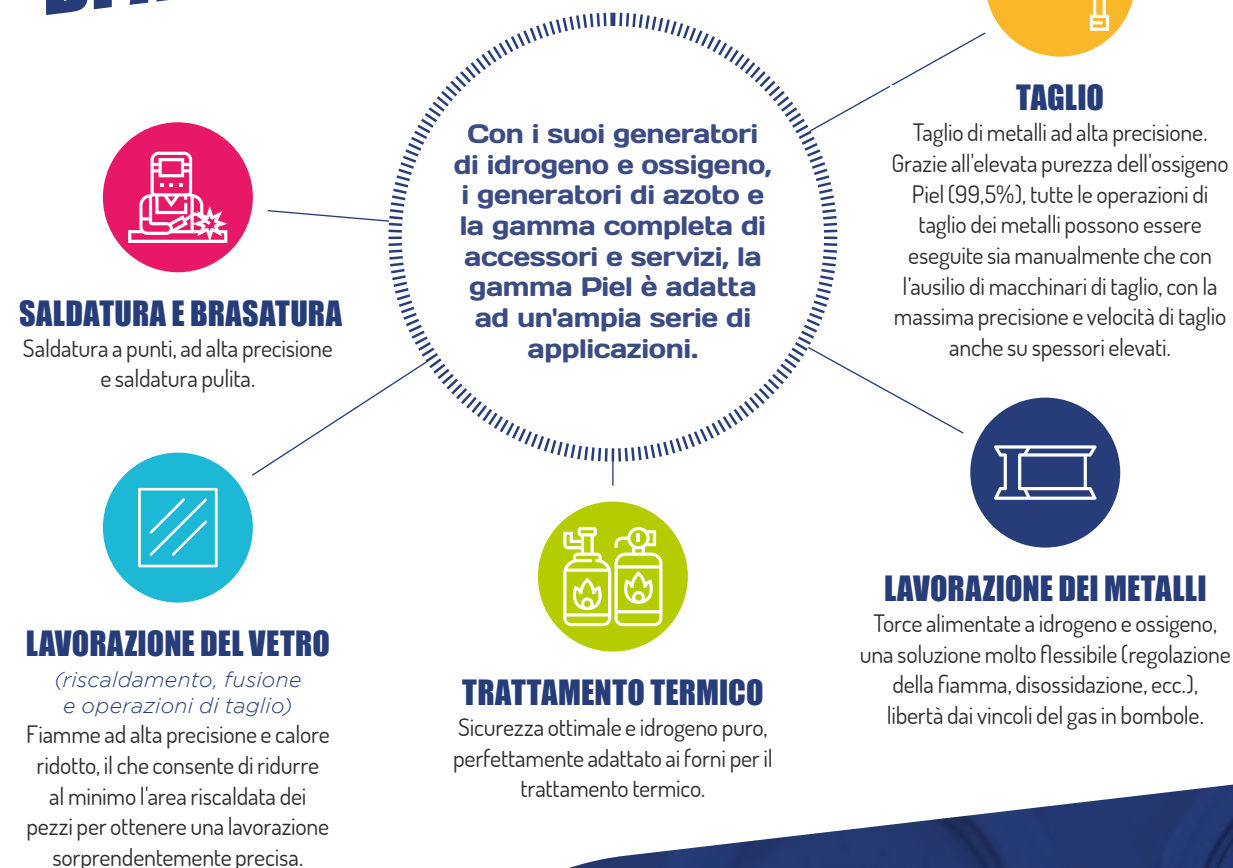 Con i suoi generatori
di idrogeno e ossigeno,
i generatori di azoto e
la gamma completa di
accessori e servizi, la
gamma Piel è adatta
ad un'ampia serie di
applicazioni.
TAGLIO
Taglio di metalli ad alta precisione.
Grazie all'elevata purezza dell'ossigeno
Piel (99,5%), tutte le operazioni di
taglio dei metalli possono essere
eseguite sia manualmente che con
l'ausilio di macchinari di taglio, con la
massima precisione e velocità di taglio
anche su spessori elevati.
SALDATURA E BRASATURA
Saldatura a punti, ad alta precisione
e saldatura pulita.
LAVORAZIONE DEL VETRO
(riscaldamento, fusione
e operazioni di taglio)
Fiamme ad alta precisione e calore
ridotto, il che consente di ridurre
al minimo l'area riscaldata dei
pezzi per ottenere una lavorazione
sorprendentemente precisa.
TRATTAMENTO TERMICO
Sicurezza ottimale e idrogeno puro,
perfettamente adattato ai forni per il
trattamento termico.
LAVORAZIONE DEI METALLI
Torce alimentate a idrogeno e ossigeno,
una soluzione molto flessibile (regolazione
della fiamma, disossidazione, ecc.),
libertà dai vincoli del gas in bombole.